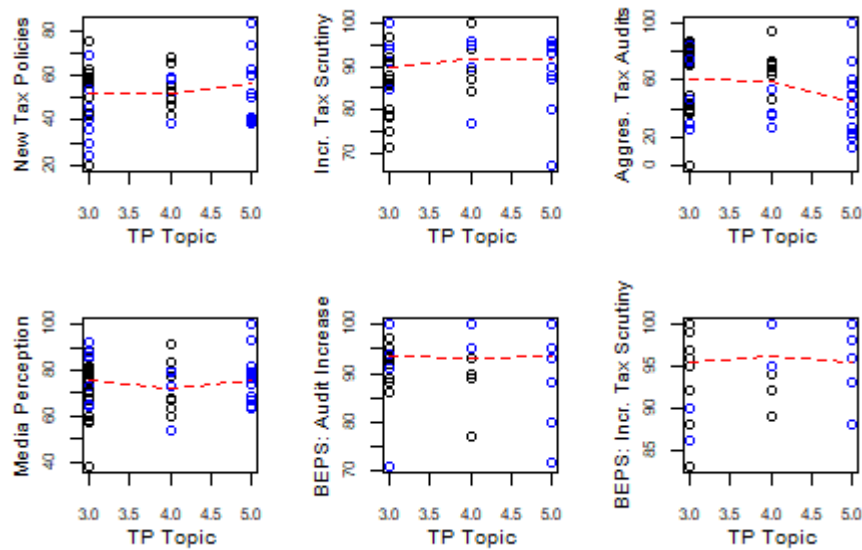 New Tax Policies
20 40 60 80
3.0 3.5 4.0 4.5 5.0
TP Topic
Incr. Tax Scrutiny
70 80 90 100
3.0 3.5 4.0 4.5 5.0
TP Topic
Aggres. Tax Audits
0 20 60 100
3.0 3.5 4.0 4.5 5.0
TP Topic
Media Perception
40 60 80 100
3.0 3.5 4.0 4.5 5.0
TP Topic
BEPS: Audit Increase
70 80 90 100
3.0 3.5 4.0 4.5 5.0
TP Topic
BEPS: Incr. Tax Scrutiny
85 90 95 100
3.0 3.5 4.0 4.5 5.0
TP Topic